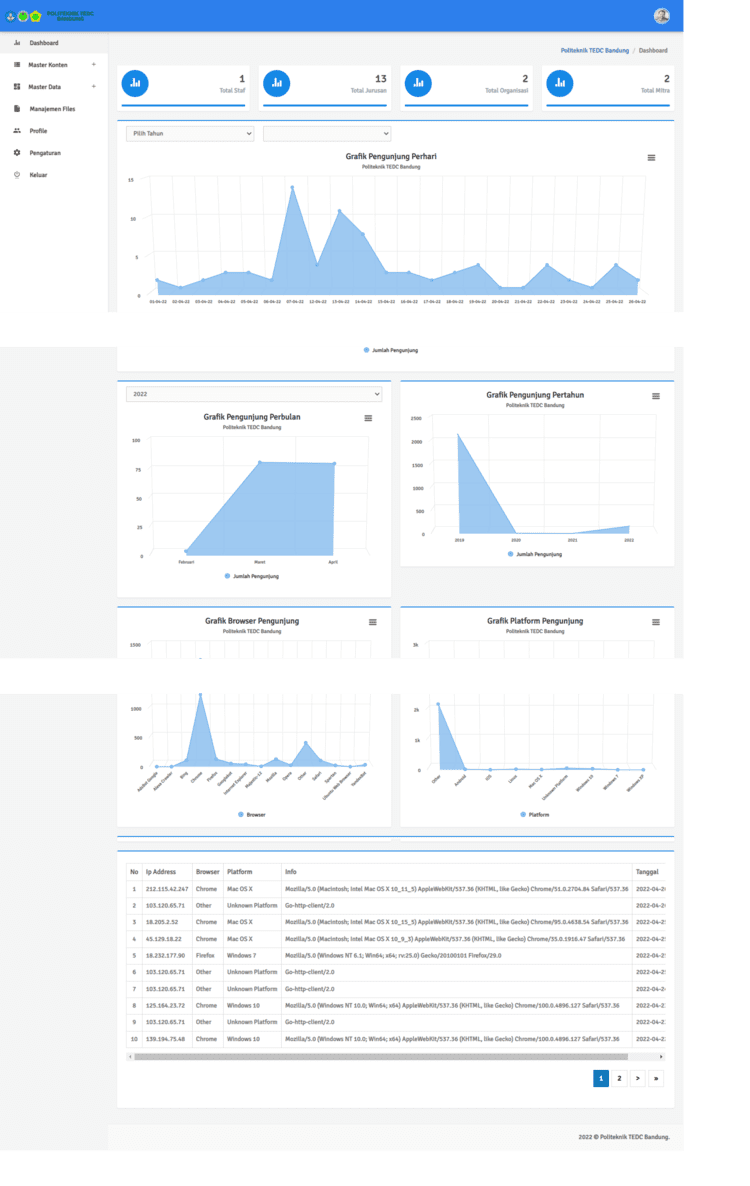 POLITEKNIK TEDC
BANDUNG
Dashboard
Master Konten +
Master Data +
Manajemen Files
Profile
Pengaturan
Keluar
Politeknik TEDC Bandung / Dashboard
1
Total Staf
13
Total Jurusan
2
Total Organisasi
2
Total Mitra
Pilih Tahun
Grafik Pengunjung Perhari
Politeknik TEDC Bandung
15
10
5
0
01-04-22 02-04-22 03-04-22 04-04-22 05-04-22 06-04-22 07-04-22 12-04-22 13-04-22 14-04-22 15-04-22 16-04-22 17-04-22 18-04-22 19-04-22 20-04-22 21-04-22 22-04-22 23-04-22 24-04-22 25-04-22 26-04-22
Jumlah Pengunjung
2022
Grafik Pengunjung Perbulan
Politeknik TEDC Bandung
100
75
50
25
0
Februari Maret April
Jumlah Pengunjung
Grafik Pengunjung Pertahun
Politeknik TEDC Bandung
2500
2000
1500
1000
500
0
2019 2020 2021 2022
Jumlah Pengunjung
Grafik Browser Pengunjung
Politeknik TEDC Bandung
1500
1000
500
0
AdsBot Google Alexa Crawler Bing Chrome Firefox Googlebot Internet Explorer Majestic-12 Mozilla Opera Other Safari Spartan Ubuntu Web Browser YandexBot
Browser
Grafik Platform Pengunjung
Politeknik TEDC Bandung
3k
2k
1k
0
Other Android iOS Linux Mac OS X Unknown Platform Windows 10 Windows 7 Windows XP
Platform
No Ip Address Browser Platform Info Tanggal
1 212.115.42.247 Chrome Mac OS X Mozilla/5.0 (Macintosh; Intel Mac OS X 10_11_5) AppleWebKit/537.36 (KHTML, like Gecko) Chrome/51.0.2704.84 Safari/537.36 2022-04-2
2 103.120.65.71 Other Unknown Platform Go-http-client/2.0 2022-04-2
3 18.205.2.52 Chrome Mac OS X Mozilla/5.0 (Macintosh; Intel Mac OS X 10_15_5) AppleWebKit/537.36 (KHTML, like Gecko) Chrome/95.0.4638.54 Safari/537.36 2022-04-2
4 45.129.18.22 Chrome Mac OS X Mozilla/5.0 (Macintosh; Intel Mac OS X 10_9_3) AppleWebKit/537.36 (KHTML, like Gecko) Chrome/35.0.1916.47 Safari/537.36 2022-04-2
5 18.232.177.90 Firefox Windows 7 Mozilla/5.0 (Windows NT 6.1; Win64; x64; rv:25.0) Gecko/20100101 Firefox/29.0 2022-04-2
6 103.120.65.71 Other Unknown Platform Go-http-client/2.0 2022-04-2
7 103.120.65.71 Other Unknown Platform Go-http-client/2.0 2022-04-2
8 125.164.23.72 Chrome Windows 10 Mozilla/5.0 (Windows NT 10.0; Win64; x64) AppleWebKit/537.36 (KHTML, like Gecko) Chrome/100.0.4896.127 Safari/537.36 2022-04-2
9 103.120.65.71 Other Unknown Platform Go-http-client/2.0 2022-04-2
10 139.194.75.48 Chrome Windows 10 Mozilla/5.0 (Windows NT 10.0; Win64; x64) AppleWebKit/537.36 (KHTML, like Gecko) Chrome/100.0.4896.127 Safari/537.36 2022-04-2
1 2 > »
2022 © Politeknik TEDC Bandung.